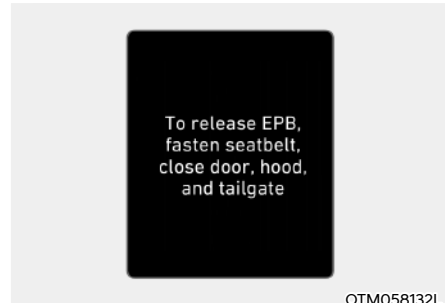 To release EPB,
fasten seatbelt,
close door, hood,
and tailgate
OTM058132L